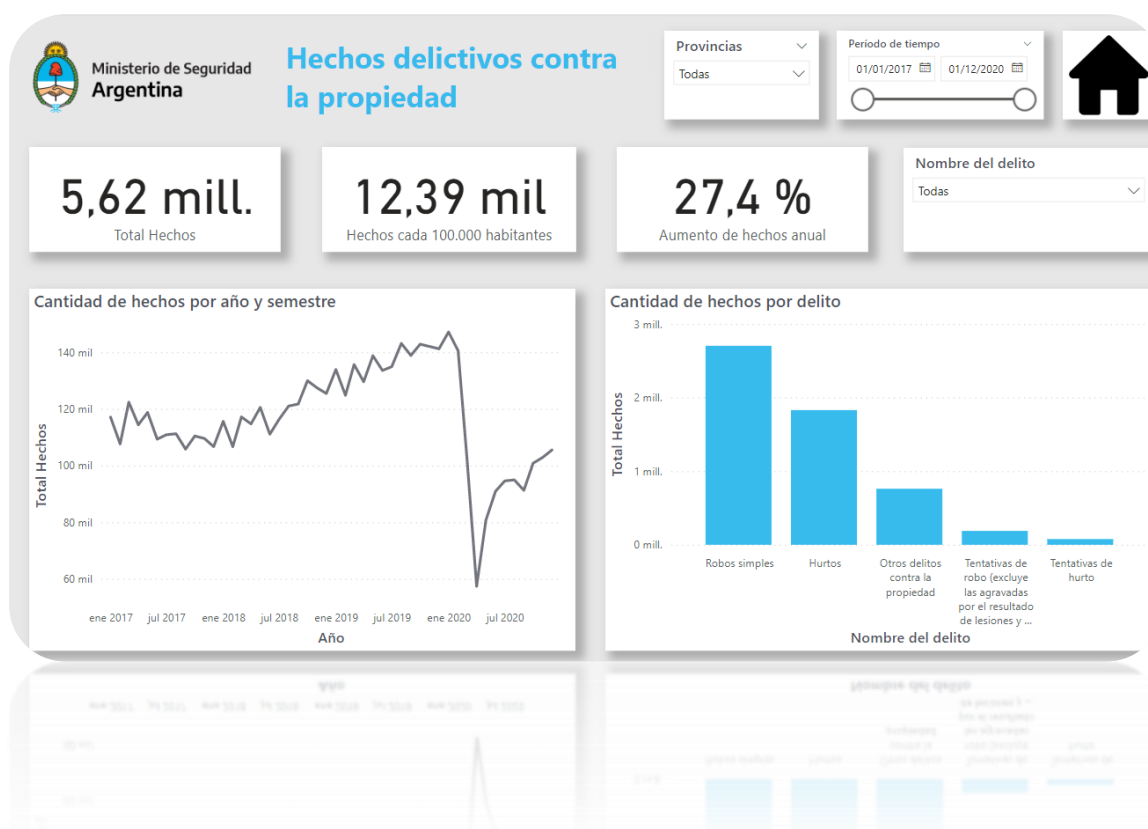 Ministerio de Seguridad
Argentina
Hechos delictivos contra
la propiedad
Provincias
Todas
Período de tiempo
01/01/2017
01/12/2020
5,62 mill.
Total Hechos
12,39 mil
Hechos cada 100.000 habitantes
27,4 %
Aumento de hechos anual
Nombre del delito
Todas
Cantidad de hechos por año y semestre
Total Hechos
140 mil
120 mil
100 mil
80 mil
60 mil
ene 2017
jul 2017
ene 2018
jul 2018
ene 2019
jul 2019
ene 2020
jul 2020
Año
Cantidad de hechos por delito
Total Hechos
3 mill.
2 mill.
1 mill.
0 mill.
Robos simples
Hurtos
Otros delitos
contra la
propiedad
Tentativas de
robo (excluye
las agravadas
por el resultado
de lesiones y ...
Tentativas de
hurto
Nombre del delito